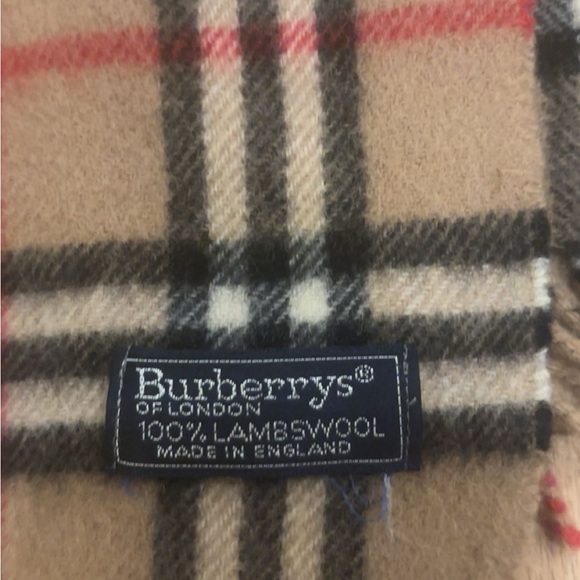 Burberrys®
OF LONDON
100% LAMBSWOOL
MADE IN ENGLAND